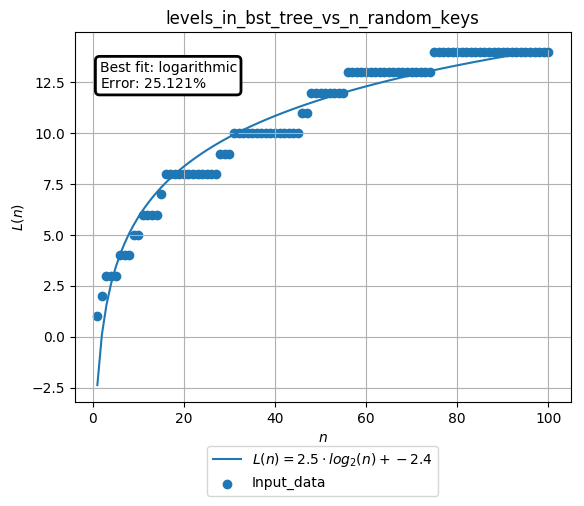 levels_in_bst_tree_vs_n_random_keys
Best fit: logarithmic
Error: 25.121%
12.5
10.0
7.5
5.0
2.5
0.0
−2.5
L(n)
0 20 40 60 80 100
n
L(n) = 2.5 · log₂(n) + −2.4
Input_data